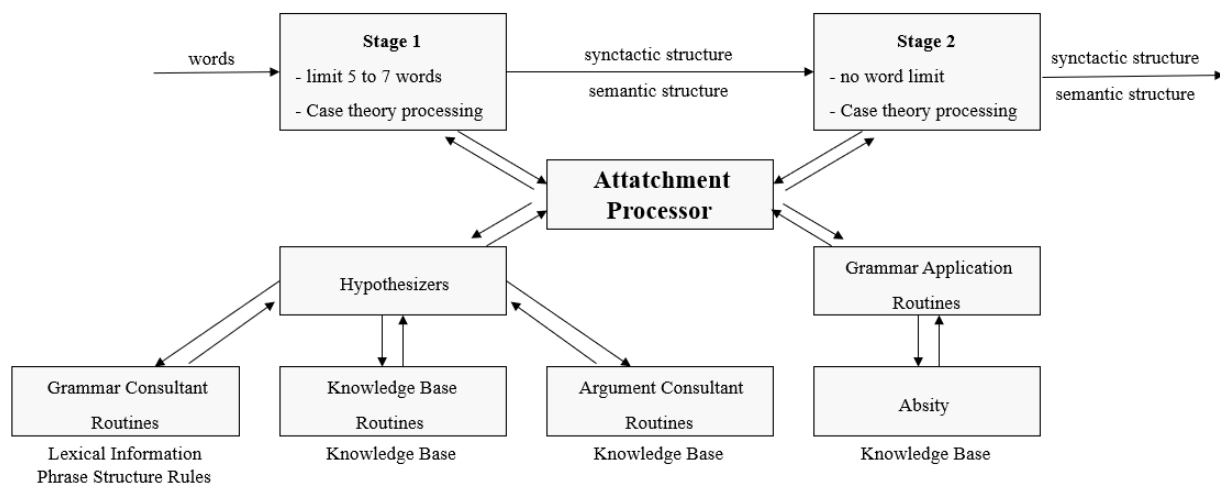 Stage 1
- limit 5 to 7 words
- Case theory processing
words
synctactic structure
semantic structure
Stage 2
- no word limit
- Case theory processing
synctactic structure
semantic structure
Attatchment
Processor
Hypothesizers
Grammar Application
Routines
Grammar Consultant
Routines
Lexical Information
Phrase Structure Rules
Knowledge Base
Routines
Knowledge Base
Argument Consultant
Routines
Knowledge Base
Absity
Knowledge Base